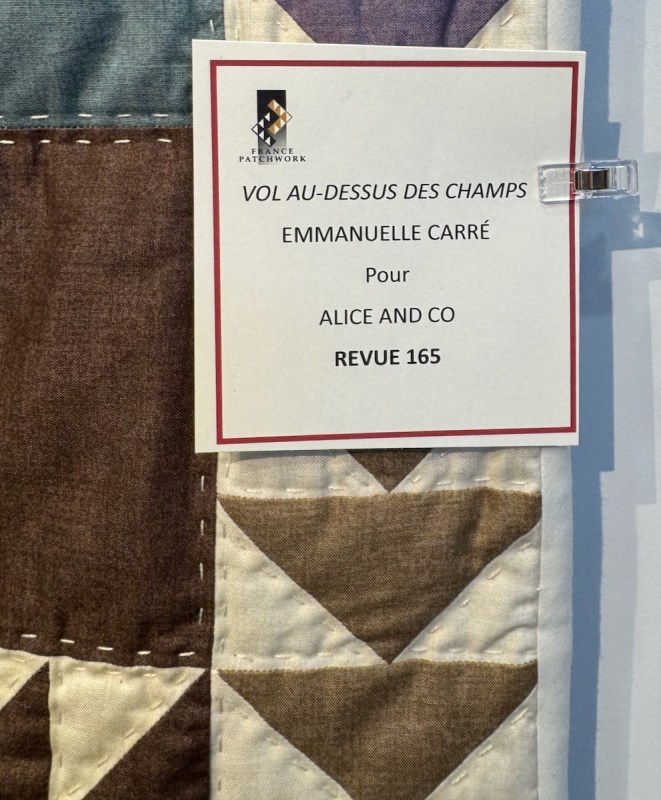 FRANCE
PATCHWORK
VOL AU-DESSUS DES CHAMPS
EMMANUELLE CARRÉ
Pour
ALICE AND CO
REVUE 165